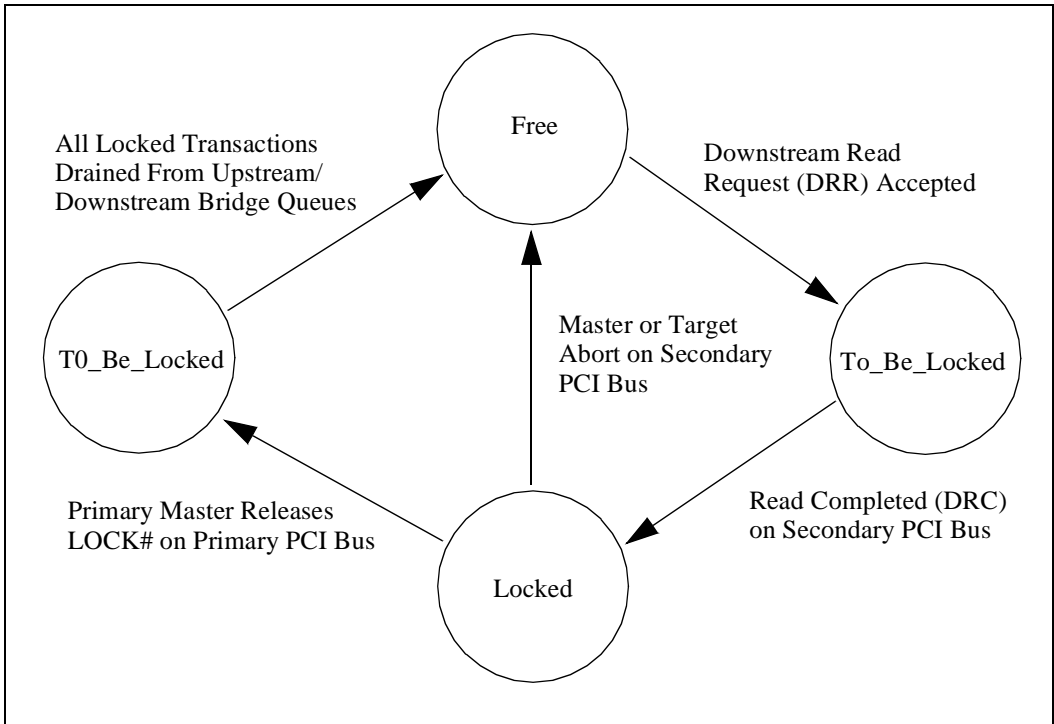 Free
All Locked Transactions
Drained From Upstream/
Downstream Bridge Queues
Downstream Read
Request (DRR) Accepted
Master or Target
Abort on Secondary
PCI Bus
T0_Be_Locked
To_Be_Locked
Primary Master Releases
LOCK# on Primary PCI Bus
Read Completed (DRC)
on Secondary PCI Bus
Locked